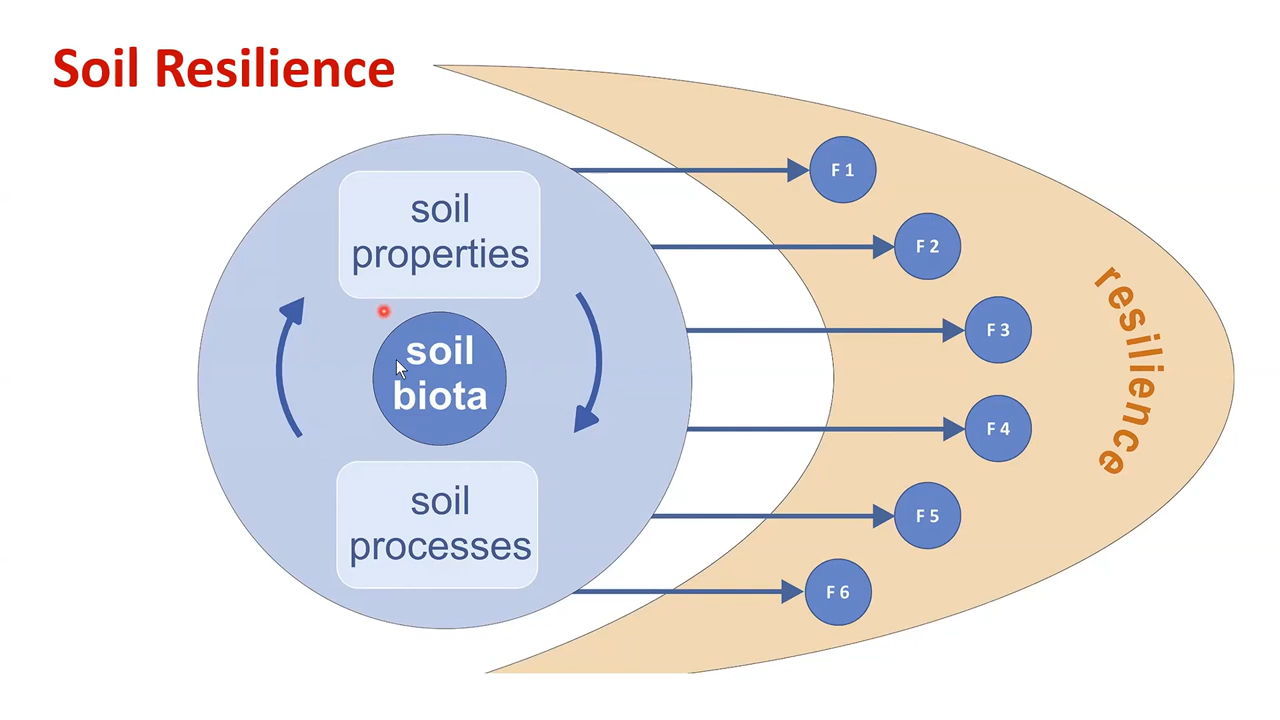 Soil Resilience
soil
properties
soil
biota
soil
processes
F 1
F 2
F 3
F 4
F 5
F 6
resilience